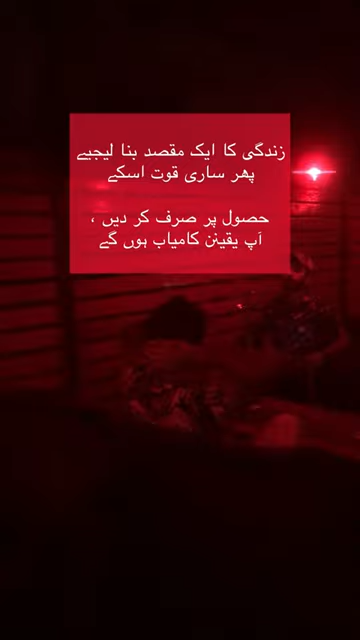 زندگی کا ایک مقصد بنا لیجیے
پھر ساری قوت اسکے
حصول پر صرف کر دیں ،
آپ یقینن کامیاب ہوں گے